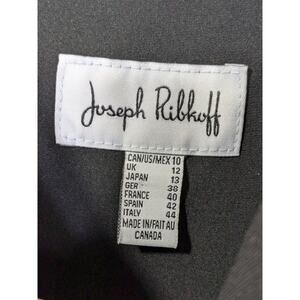 Joseph Ribkoff
CAN/US/MEX 10
UK 12
JAPAN 13
GER 38
FRANCE 40
SPAIN 42
ITALY 44
MADE IN/FAIT AU
CANADA